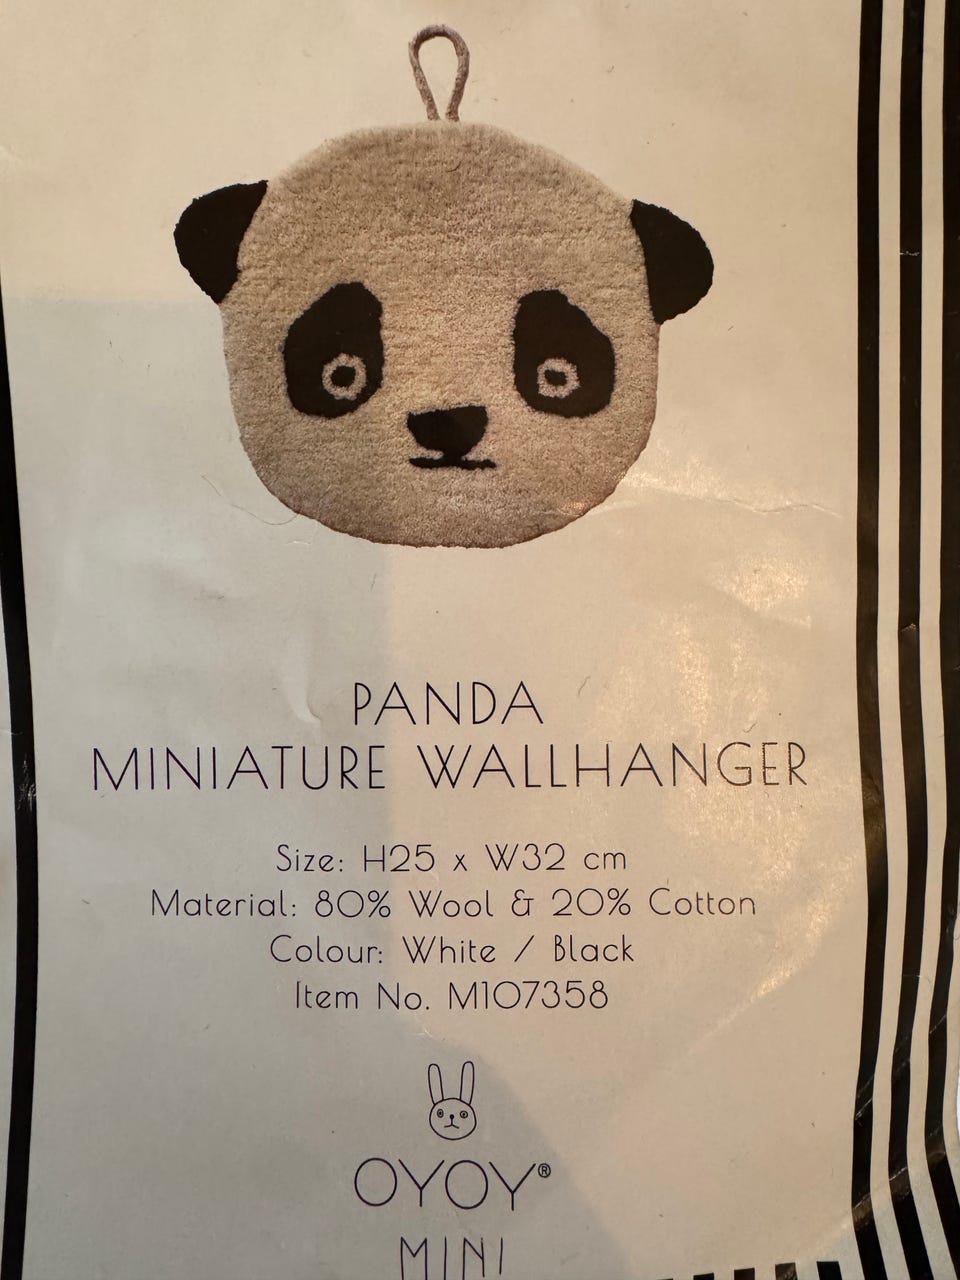 PANDA
MINIATURE WALLHANGER
Size: H25 x W32 cm
Material: 80% Wool & 20% Cotton
Colour: White / Black
Item No. M107358
OYOY®
MINI